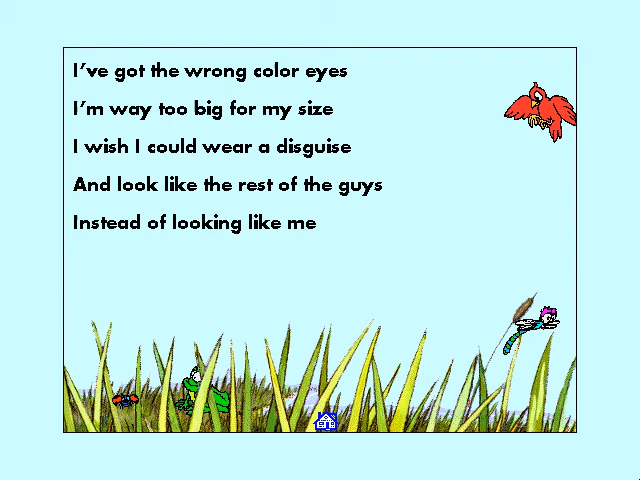 I've got the wrong color eyes
I'm way too big for my size
I wish I could wear a disguise
And look like the rest of the guys
Instead of looking like me